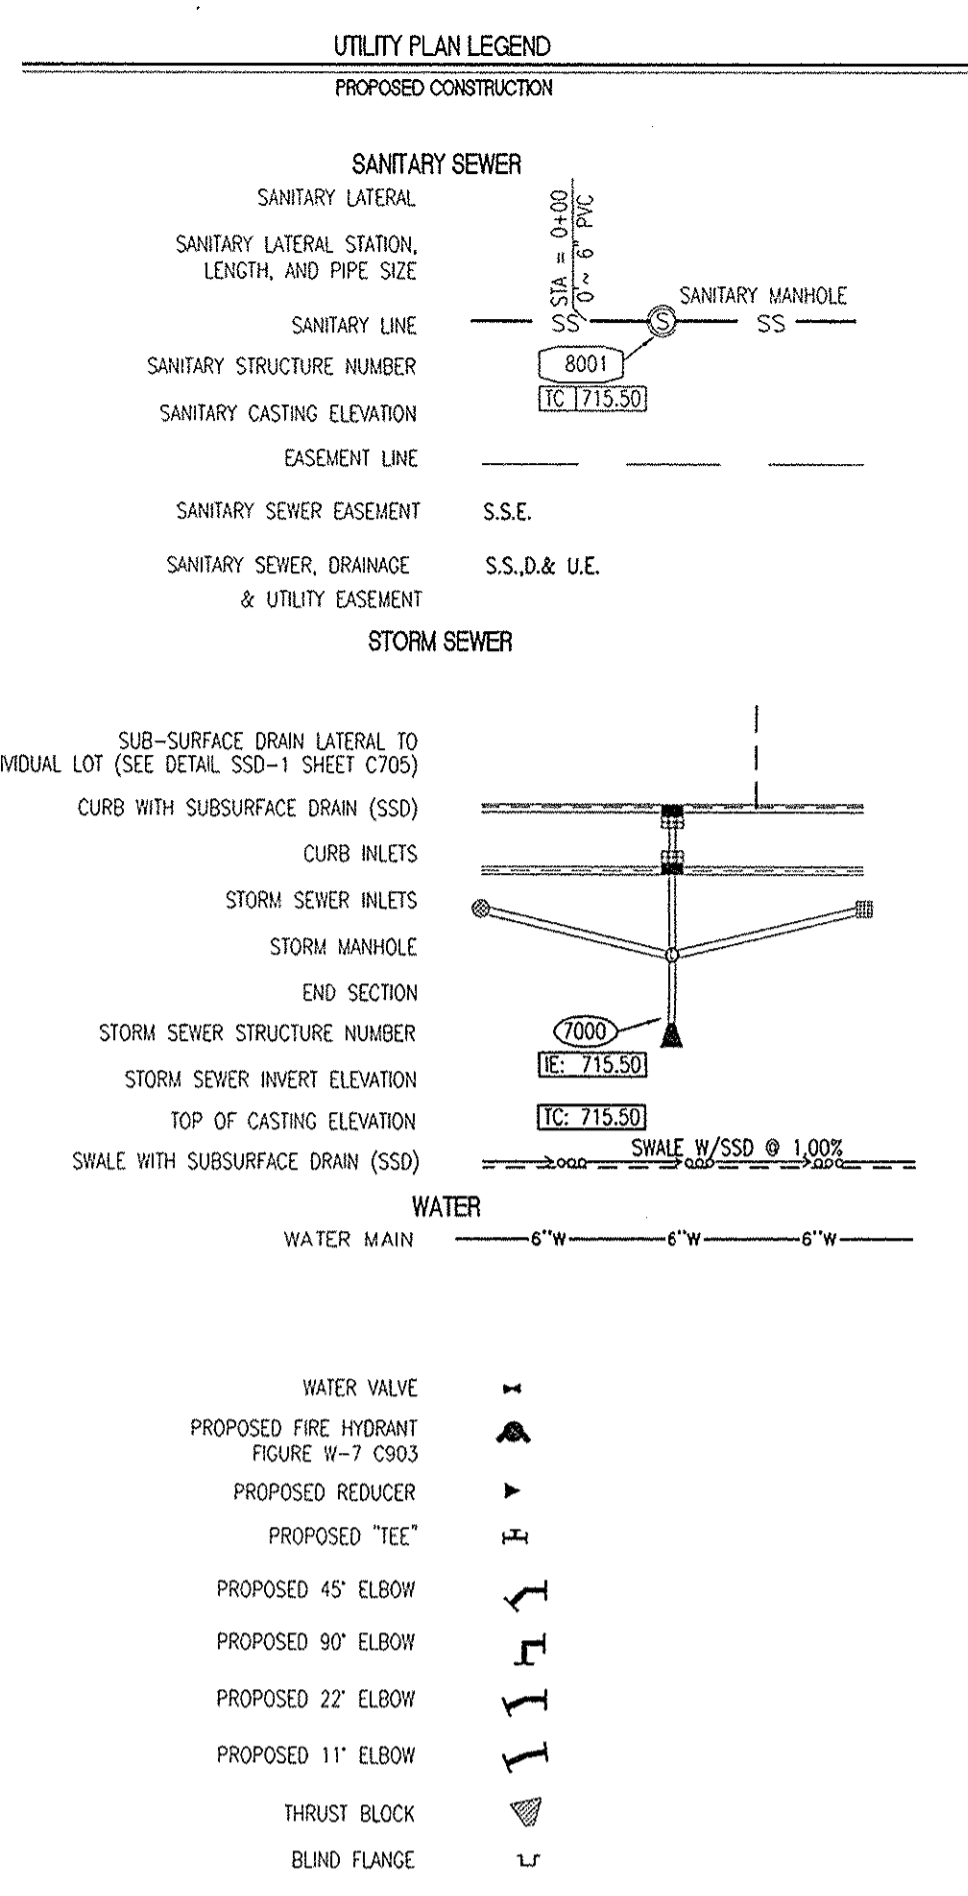 UTILITY PLAN LEGEND
PROPOSED CONSTRUCTION
SANITARY SEWER
SANITARY LATERAL
SANITARY LATERAL STATION,
LENGTH, AND PIPE SIZE
STA = 0+00
0'~ 6" PVC
SANITARY MANHOLE
SANITARY LINE SS S SS
SANITARY STRUCTURE NUMBER 8001
SANITARY CASTING ELEVATION TC 715.50
EASEMENT LINE
SANITARY SEWER EASEMENT S.S.E.
SANITARY SEWER, DRAINAGE S.S.,D.& U.E.
& UTILITY EASEMENT
STORM SEWER
SUB-SURFACE DRAIN LATERAL TO
IVIDUAL LOT (SEE DETAIL SSD-1 SHEET C705)
CURB WITH SUBSURFACE DRAIN (SSD)
CURB INLETS
STORM SEWER INLETS
STORM MANHOLE
END SECTION
STORM SEWER STRUCTURE NUMBER 7000
STORM SEWER INVERT ELEVATION IE: 715.50
TOP OF CASTING ELEVATION TC: 715.50
SWALE WITH SUBSURFACE DRAIN (SSD) SWALE W/SSD @ 1.00%
WATER
WATER MAIN 6"W 6"W 6"W
WATER VALVE
PROPOSED FIRE HYDRANT
FIGURE W-7 C903
PROPOSED REDUCER
PROPOSED "TEE"
PROPOSED 45° ELBOW
PROPOSED 90° ELBOW
PROPOSED 22° ELBOW
PROPOSED 11° ELBOW
THRUST BLOCK
BLIND FLANGE